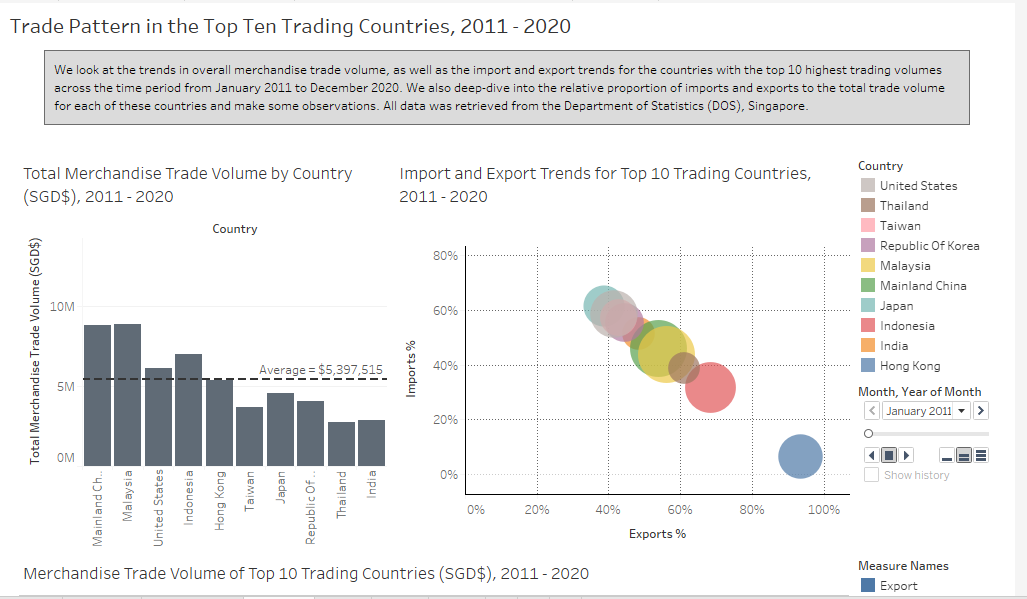 Trade Pattern in the Top Ten Trading Countries, 2011 - 2020
We look at the trends in overall merchandise trade volume, as well as the import and export trends for the countries with the top 10 highest trading volumes
across the time period from January 2011 to December 2020. We also deep-dive into the relative proportion of imports and exports to the total trade volume
for each of these countries and make some observations. All data was retrieved from the Department of Statistics (DOS), Singapore.
Total Merchandise Trade Volume by Country
(SGD$), 2011 - 2020
Country
Total Merchandise Trade Volume (SGD$)
10M
5M
0M
Average = $5,397,515
Mainland Ch..
Malaysia
United States
Indonesia
Hong Kong
Taiwan
Japan
Republic Of ..
Thailand
India
Import and Export Trends for Top 10 Trading Countries,
2011 - 2020
Imports %
80%
60%
40%
20%
0%
0%
20%
40%
60%
80%
100%
Exports %
Country
United States
Thailand
Taiwan
Republic Of Korea
Malaysia
Mainland China
Japan
Indonesia
India
Hong Kong
Month, Year of Month
January 2011
Show history
Merchandise Trade Volume of Top 10 Trading Countries (SGD$), 2011 - 2020
Measure Names
Export